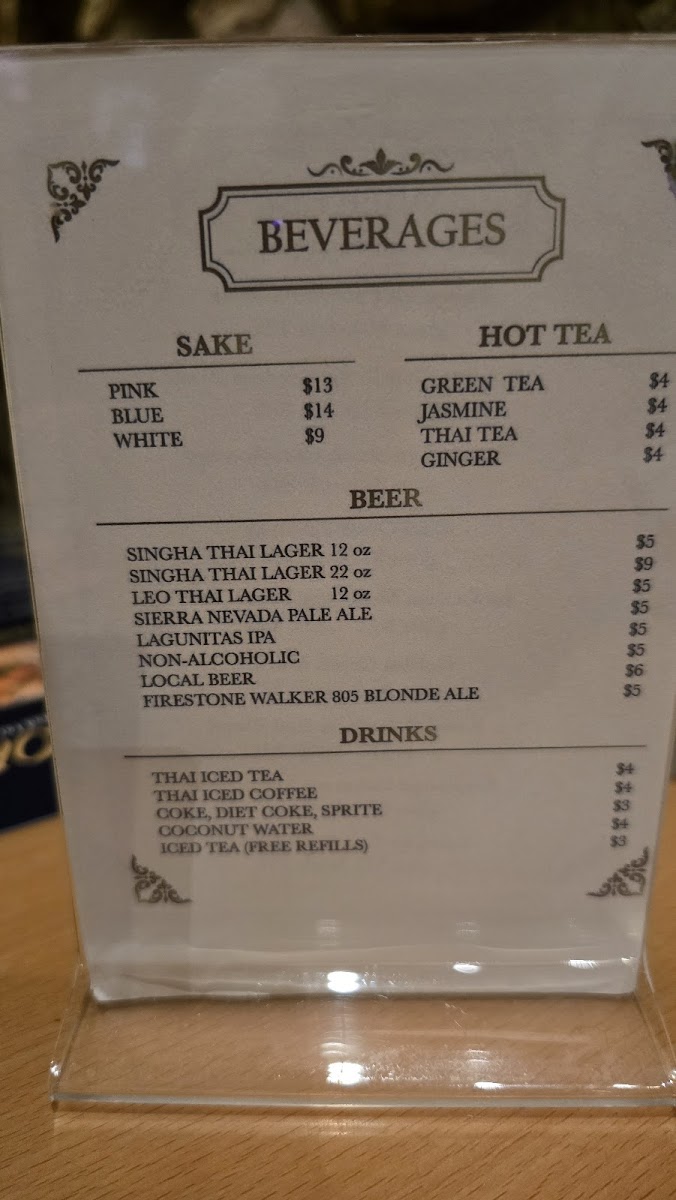 BEVERAGES
SAKE
PINK $13
BLUE $14
WHITE $9
HOT TEA
GREEN TEA $4
JASMINE $4
THAI TEA $4
GINGER $4
BEER
SINGHA THAI LAGER 12 oz $5
SINGHA THAI LAGER 22 oz $9
LEO THAI LAGER 12 oz $5
SIERRA NEVADA PALE ALE $5
LAGUNITAS IPA $5
NON-ALCOHOLIC $5
LOCAL BEER $6
FIRESTONE WALKER 805 BLONDE ALE $5
DRINKS
THAI ICED TEA $4
THAI ICED COFFEE $4
COKE, DIET COKE, SPRITE $3
COCONUT WATER $4
ICED TEA (FREE REFILLS) $3